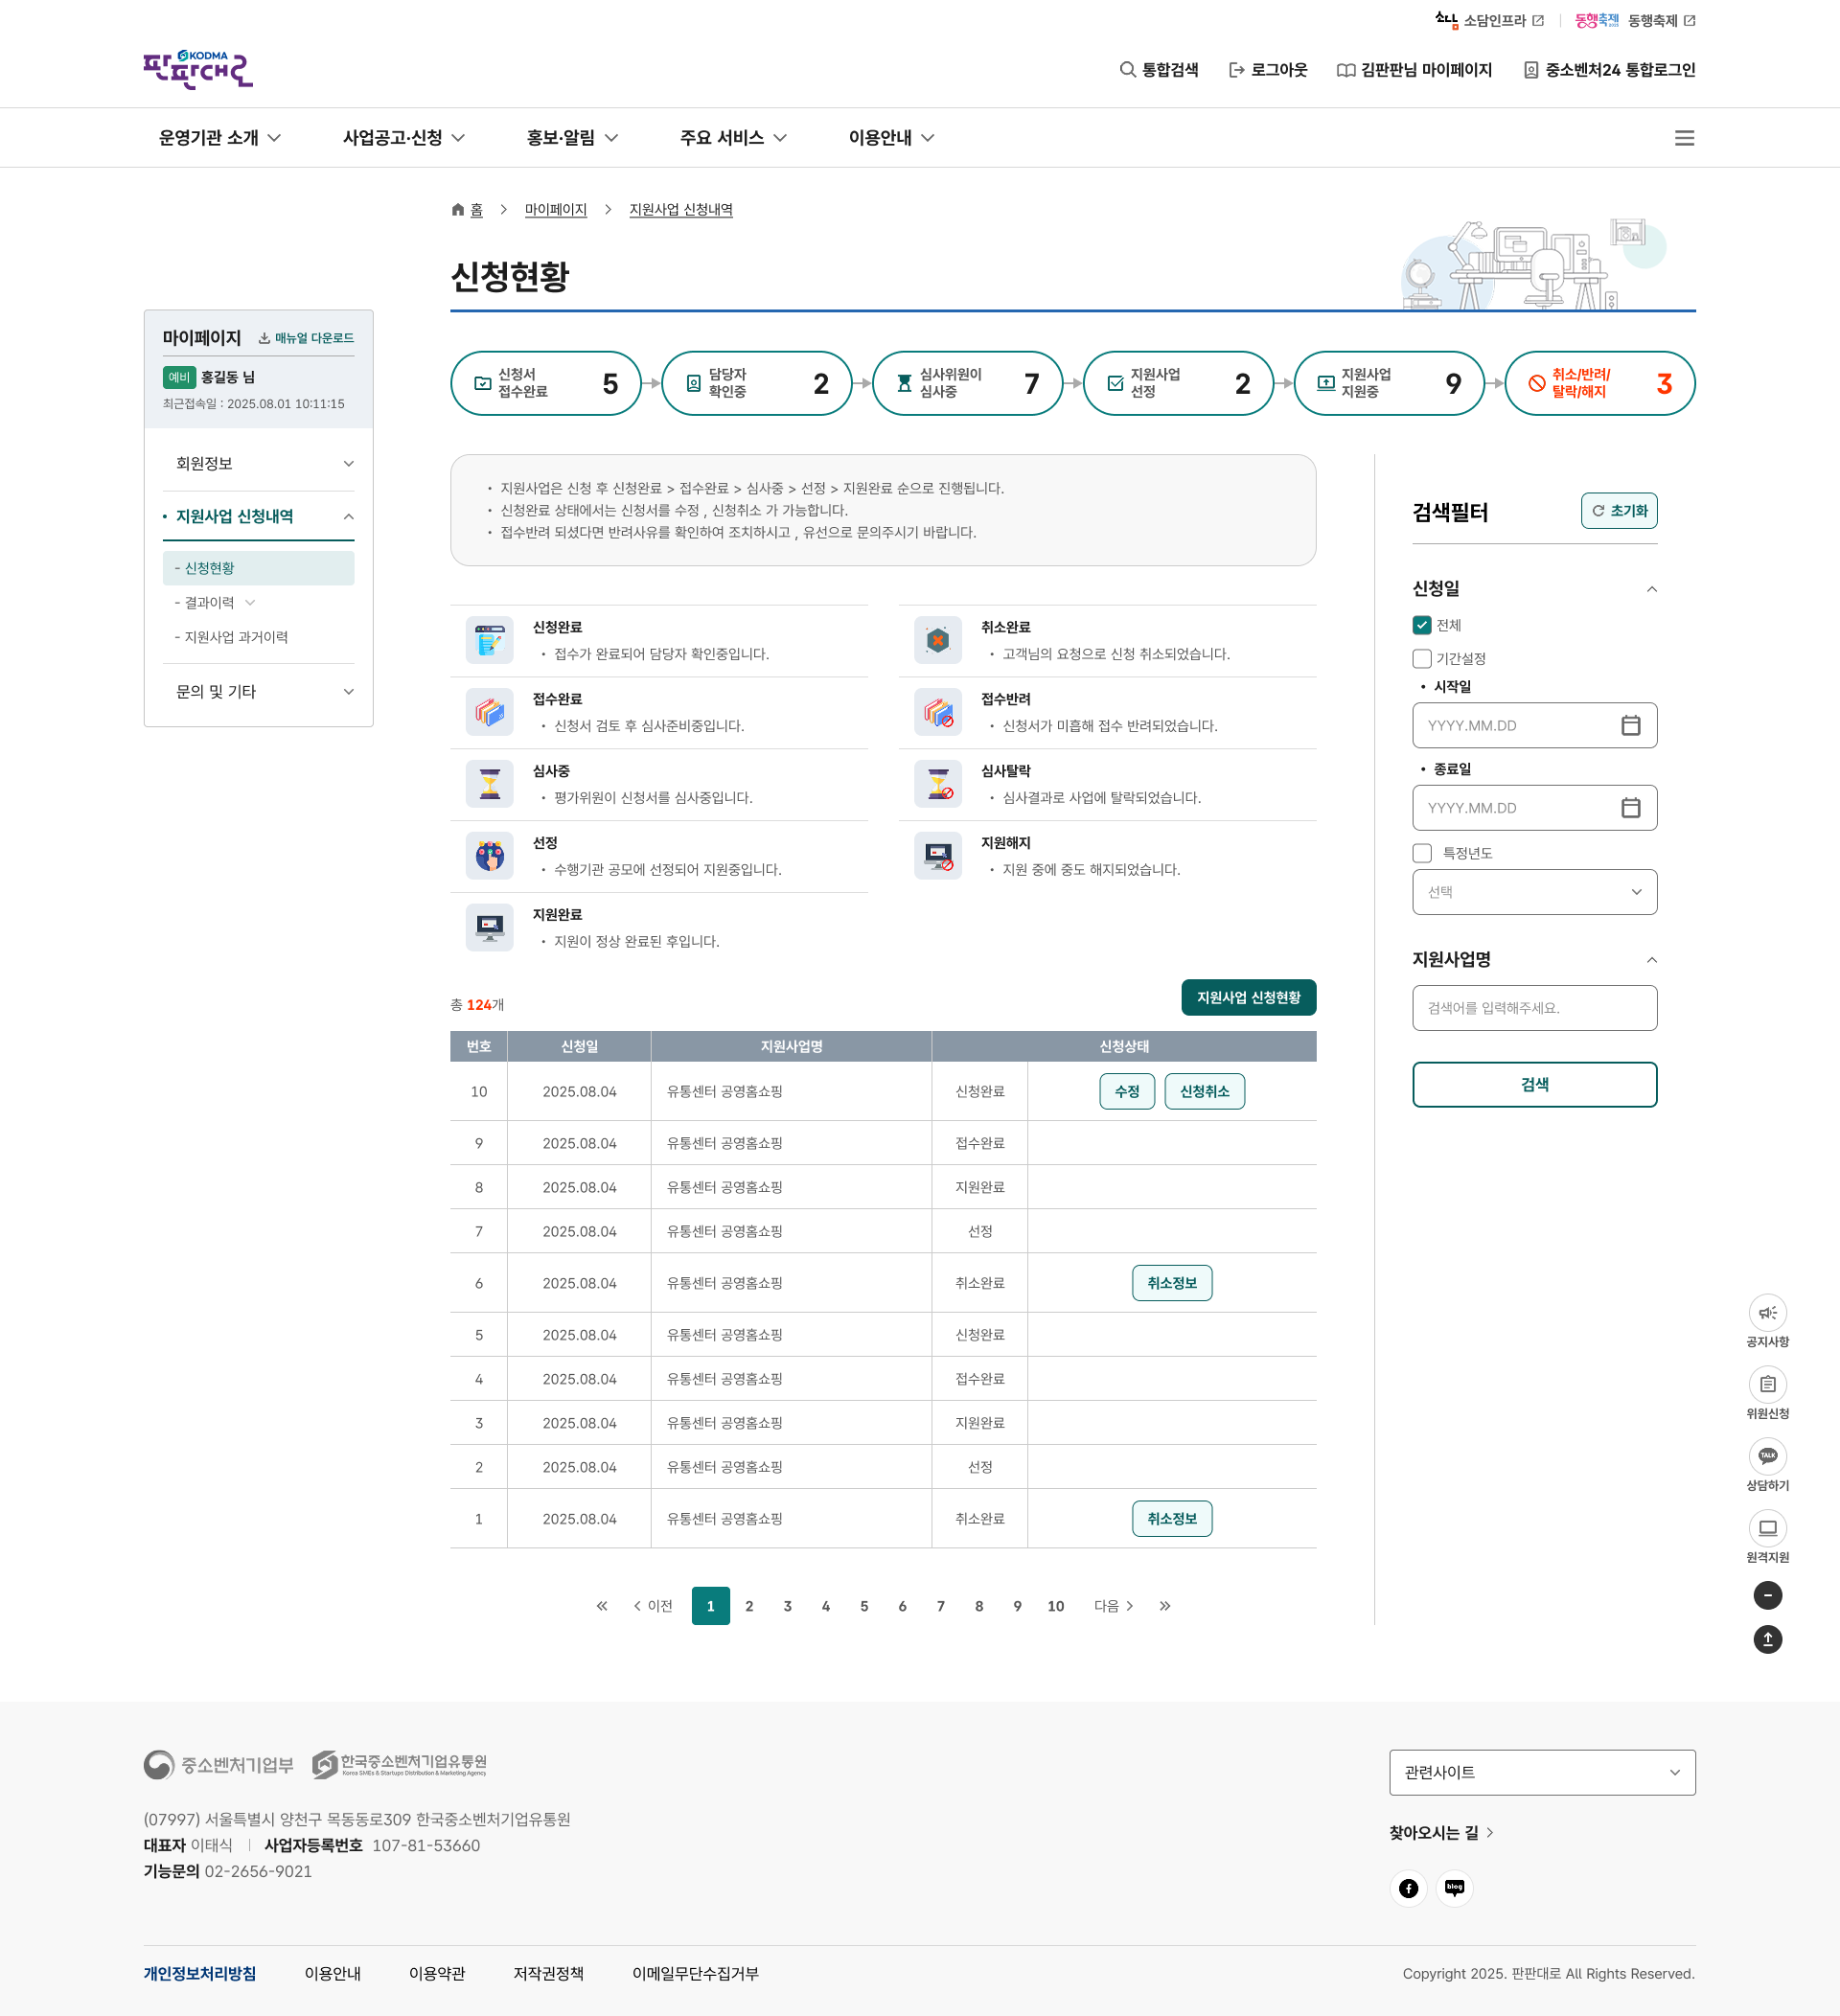 소담 소담인프라
동행축제 2025 동행축제
KODMA
판판대로
통합검색
로그아웃
김판판님 마이페이지
중소벤처24 통합로그인
운영기관 소개
사업공고·신청
홍보·알림
주요 서비스
이용안내
홈
마이페이지
지원사업 신청내역
신청현황
마이페이지
매뉴얼 다운로드
예비 홍길동 님
최근접속일 : 2025.08.01 10:11:15
회원정보
• 지원사업 신청내역
- 신청현황
- 결과이력
- 지원사업 과거이력
문의 및 기타
신청서
접수완료
5
담당자
확인중
2
심사위원이
심사중
7
지원사업
선정
2
지원사업
지원중
9
취소/반려/
탈락/해지
3
• 지원사업은 신청 후 신청완료 > 접수완료 > 심사중 > 선정 > 지원완료 순으로 진행됩니다.
• 신청완료 상태에서는 신청서를 수정 , 신청취소 가 가능합니다.
• 접수반려 되셨다면 반려사유를 확인하여 조치하시고 , 유선으로 문의주시기 바랍니다.
신청완료
• 접수가 완료되어 담당자 확인중입니다.
접수완료
• 신청서 검토 후 심사준비중입니다.
심사중
• 평가위원이 신청서를 심사중입니다.
선정
• 수행기관 공모에 선정되어 지원중입니다.
지원완료
• 지원이 정상 완료된 후입니다.
취소완료
• 고객님의 요청으로 신청 취소되었습니다.
접수반려
• 신청서가 미흡해 접수 반려되었습니다.
심사탈락
• 심사결과로 사업에 탈락되었습니다.
지원해지
• 지원 중에 중도 해지되었습니다.
총 124개
지원사업 신청현황
번호 신청일 지원사업명 신청상태
10 2025.08.04 유통센터 공영홈쇼핑 신청완료 수정 신청취소
9 2025.08.04 유통센터 공영홈쇼핑 접수완료
8 2025.08.04 유통센터 공영홈쇼핑 지원완료
7 2025.08.04 유통센터 공영홈쇼핑 선정
6 2025.08.04 유통센터 공영홈쇼핑 취소완료 취소정보
5 2025.08.04 유통센터 공영홈쇼핑 신청완료
4 2025.08.04 유통센터 공영홈쇼핑 접수완료
3 2025.08.04 유통센터 공영홈쇼핑 지원완료
2 2025.08.04 유통센터 공영홈쇼핑 선정
1 2025.08.04 유통센터 공영홈쇼핑 취소완료 취소정보
이전 1 2 3 4 5 6 7 8 9 10 다음
검색필터
초기화
신청일
전체
기간설정
• 시작일
YYYY.MM.DD
• 종료일
YYYY.MM.DD
특정년도
선택
지원사업명
검색어를 입력해주세요.
검색
공지사항
위원신청
TALK
상담하기
원격지원
중소벤처기업부
한국중소벤처기업유통원
Korea SMEs & Startups Distribution & Marketing Agency
(07997) 서울특별시 양천구 목동동로309 한국중소벤처기업유통원
대표자 이태식 | 사업자등록번호 107-81-53660
기능문의 02-2656-9021
관련사이트
찾아오시는 길
blog
개인정보처리방침
이용안내
이용약관
저작권정책
이메일무단수집거부
Copyright 2025. 판판대로 All Rights Reserved.